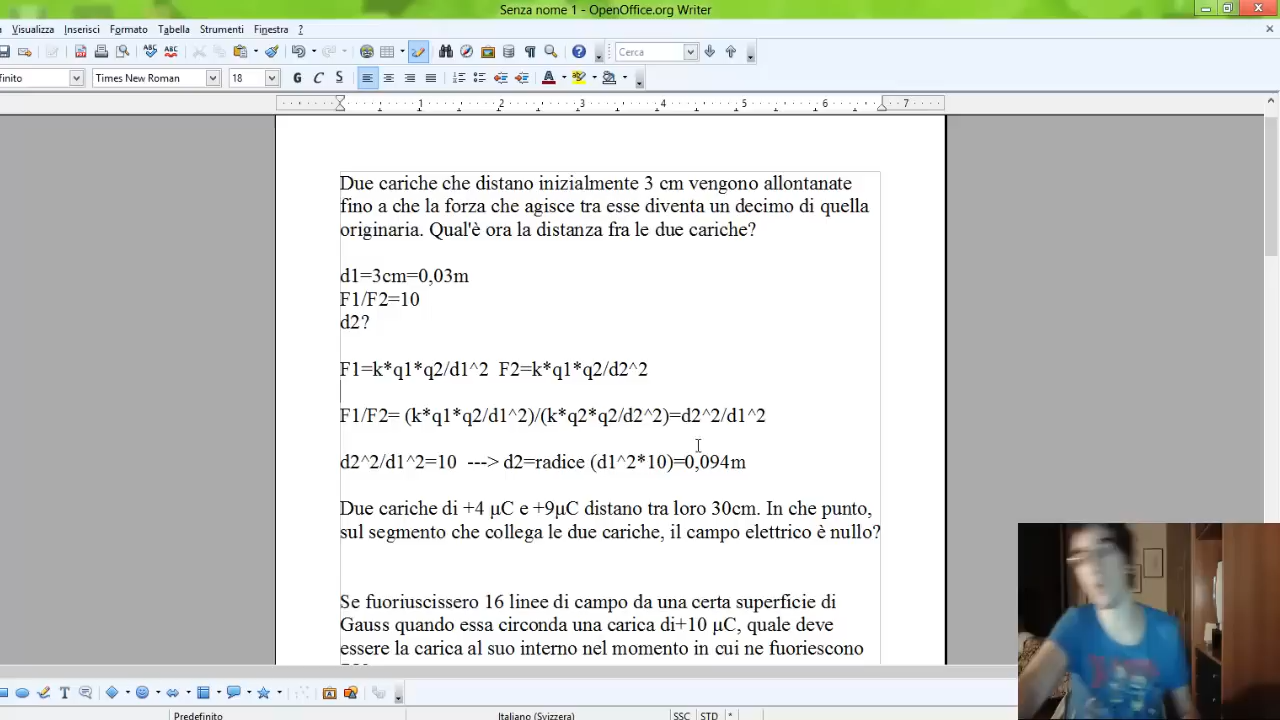 Senza nome 1 - OpenOffice.org Writer
Visualizza Inserisci Formato Tabella Strumenti Finestra ?
Cerca
Times New Roman 18
1 2 3 4 5 6 7
Due cariche che distano inizialmente 3 cm vengono allontanate
fino a che la forza che agisce tra esse diventa un decimo di quella
originaria. Qual'è ora la distanza fra le due cariche?
d1=3cm=0,03m
F1/F2=10
d2?
F1=k*q1*q2/d1^2 F2=k*q1*q2/d2^2
F1/F2= (k*q1*q2/d1^2)/(k*q2*q2/d2^2)=d2^2/d1^2
d2^2/d1^2=10 ---> d2=radice (d1^2*10)=0,094m
Due cariche di +4 μC e +9μC distano tra loro 30cm. In che punto,
sul segmento che collega le due cariche, il campo elettrico è nullo?
Se fuoriuscissero 16 linee di campo da una certa superficie di
Gauss quando essa circonda una carica di+10 μC, quale deve
essere la carica al suo interno nel momento in cui ne fuoriescono
Predefinito Italiano (Svizzera) SSC STD *